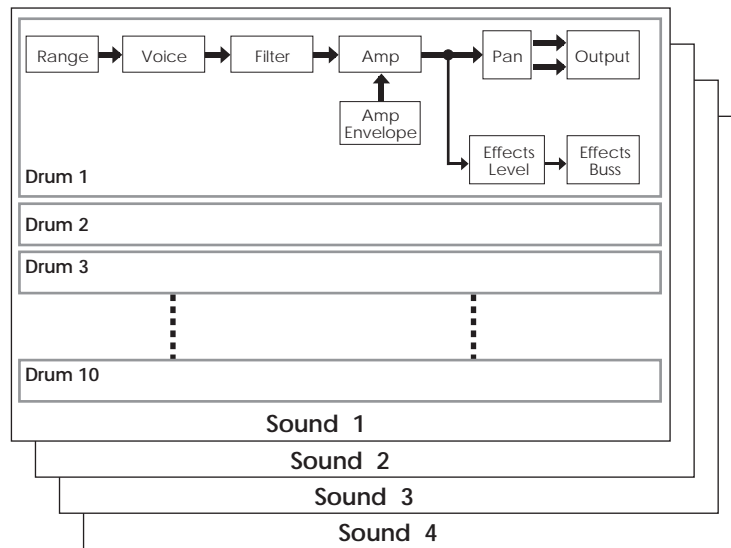 Range
Voice
Filter
Amp
Pan
Output
Amp
Envelope
Effects
Level
Effects
Buss
Drum 1
Drum 2
Drum 3
Drum 10
Sound 1
Sound 2
Sound 3
Sound 4